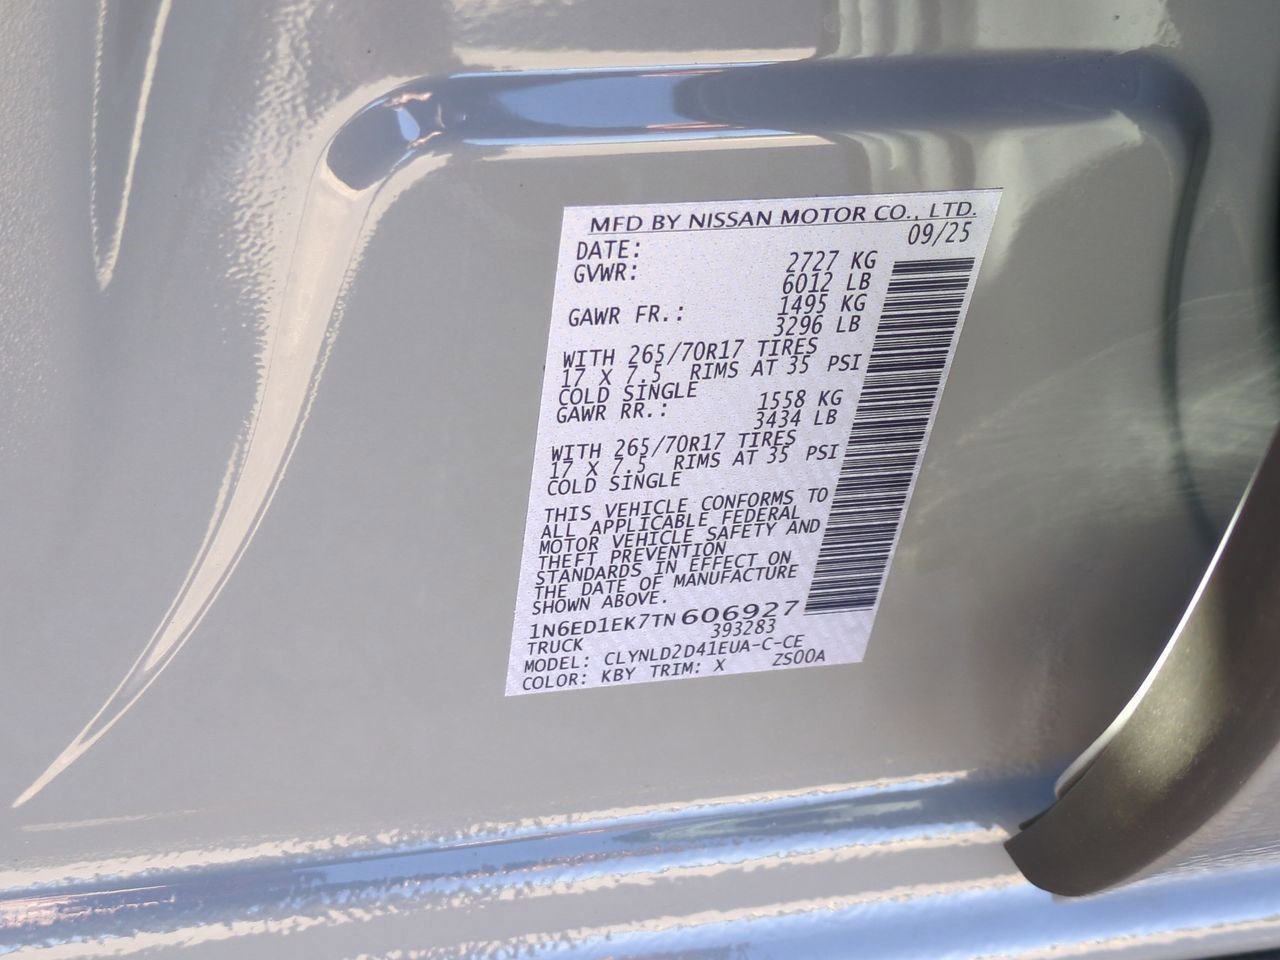 MFD BY NISSAN MOTOR CO., LTD.
DATE: 09/25
GVWR: 2727 KG
6012 LB
GAWR FR.: 1495 KG
3296 LB
WITH 265/70R17 TIRES
17 X 7.5 RIMS AT 35 PSI
COLD SINGLE
GAWR RR.: 1558 KG
3434 LB
WITH 265/70R17 TIRES
17 X 7.5 RIMS AT 35 PSI
COLD SINGLE
THIS VEHICLE CONFORMS TO
ALL APPLICABLE FEDERAL
MOTOR VEHICLE SAFETY AND
THEFT PREVENTION
STANDARDS IN EFFECT ON
THE DATE OF MANUFACTURE
SHOWN ABOVE.
1N6ED1EK7TN606927
TRUCK 393283
MODEL: CLYNLD2D41EUA-C-CE
COLOR: KBY TRIM: X ZS00A